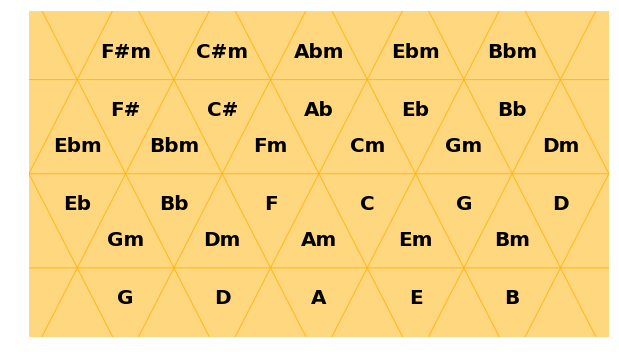 F#m C#m Abm Ebm Bbm
F# C# Ab Eb Bb
Ebm Bbm Fm Cm Gm Dm
Eb Bb F C G D
Gm Dm Am Em Bm
G D A E B